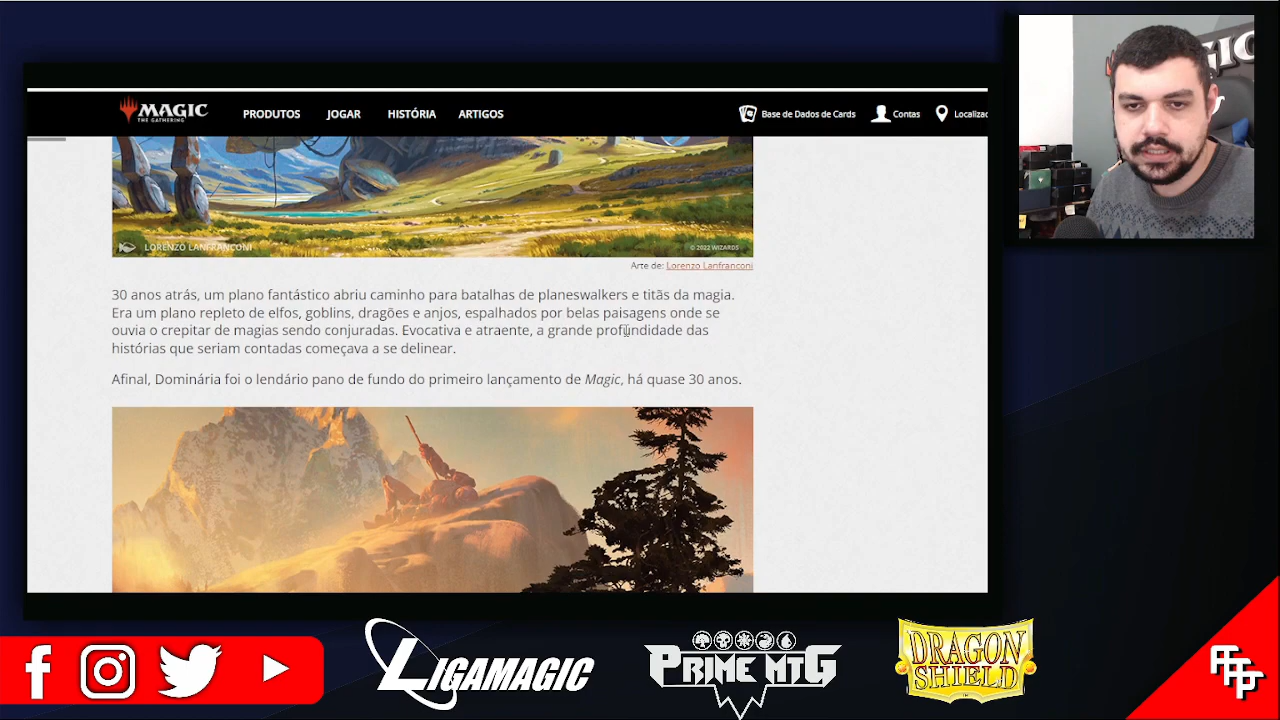 MAGIC
THE GATHERING
PRODUTOS
JOGAR
HISTÓRIA
ARTIGOS
Base de Dados de Cards
Contas
Localizac
LORENZO LANFRANCONI
© 2022 WIZARDS
Arte de: Lorenzo Lanfranconi
30 anos atrás, um plano fantástico abriu caminho para batalhas de planeswalkers e titãs da magia.
Era um plano repleto de elfos, goblins, dragões e anjos, espalhados por belas paisagens onde se
ouvia o crepitar de magias sendo conjuradas. Evocativa e atraente, a grande profundidade das
histórias que seriam contadas começava a se delinear.
Afinal, Dominária foi o lendário pano de fundo do primeiro lançamento de Magic, há quase 30 anos.
LIGAMAGIC
PRIME MTG
DRAGON
SHIELD